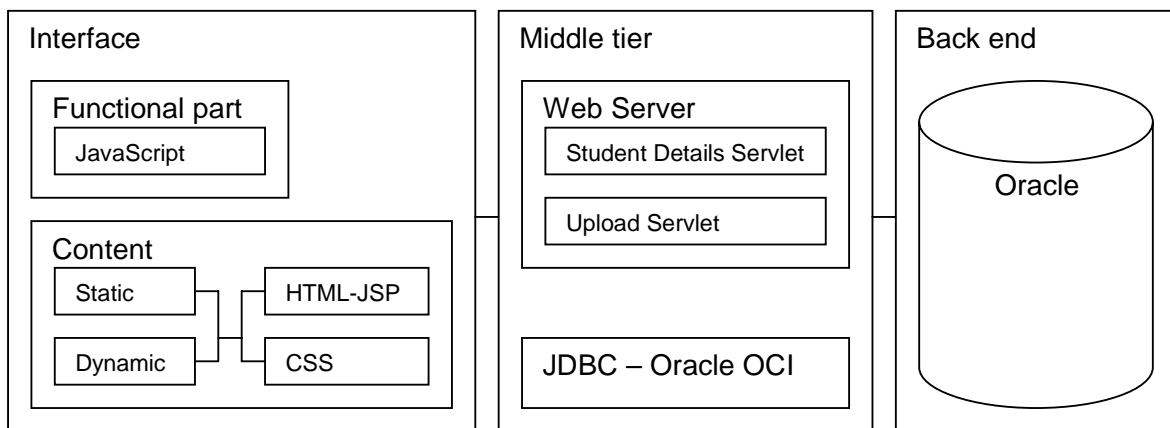 Interface
Functional part
JavaScript
Content
Static
HTML-JSP
Dynamic
CSS
Middle tier
Web Server
Student Details Servlet
Upload Servlet
JDBC – Oracle OCI
Back end
Oracle